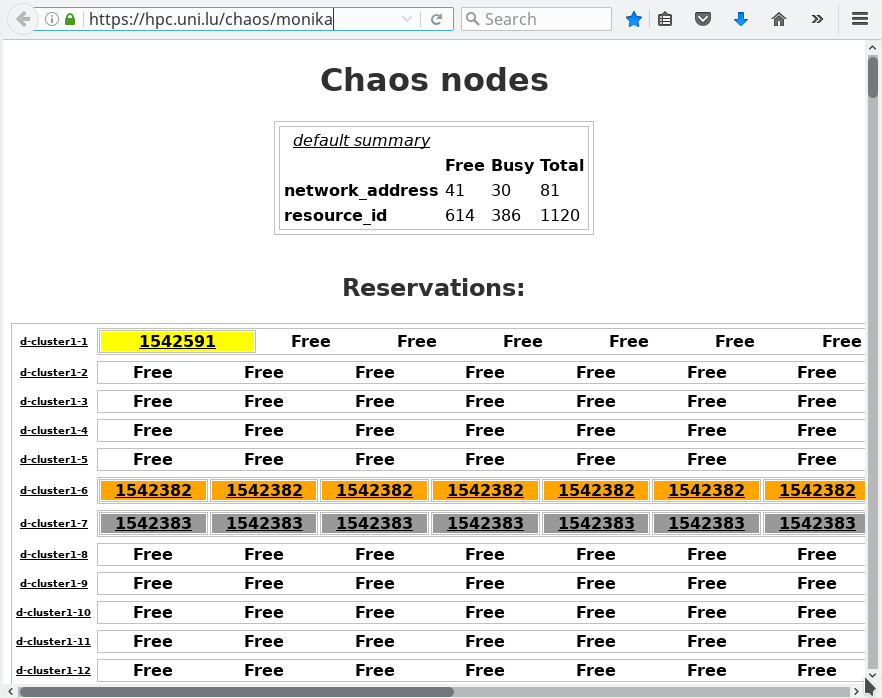 https://hpc.uni.lu/chaos/monika Search
Chaos nodes
default summary
Free Busy Total
network_address 41 30 81
resource_id 614 386 1120
Reservations:
d-cluster1-1 1542591 Free Free Free Free Free Free
d-cluster1-2 Free Free Free Free Free Free Free
d-cluster1-3 Free Free Free Free Free Free Free
d-cluster1-4 Free Free Free Free Free Free Free
d-cluster1-5 Free Free Free Free Free Free Free
d-cluster1-6 1542382 1542382 1542382 1542382 1542382 1542382 1542382
d-cluster1-7 1542383 1542383 1542383 1542383 1542383 1542383 1542383
d-cluster1-8 Free Free Free Free Free Free Free
d-cluster1-9 Free Free Free Free Free Free Free
d-cluster1-10 Free Free Free Free Free Free Free
d-cluster1-11 Free Free Free Free Free Free Free
d-cluster1-12 Free Free Free Free Free Free Free